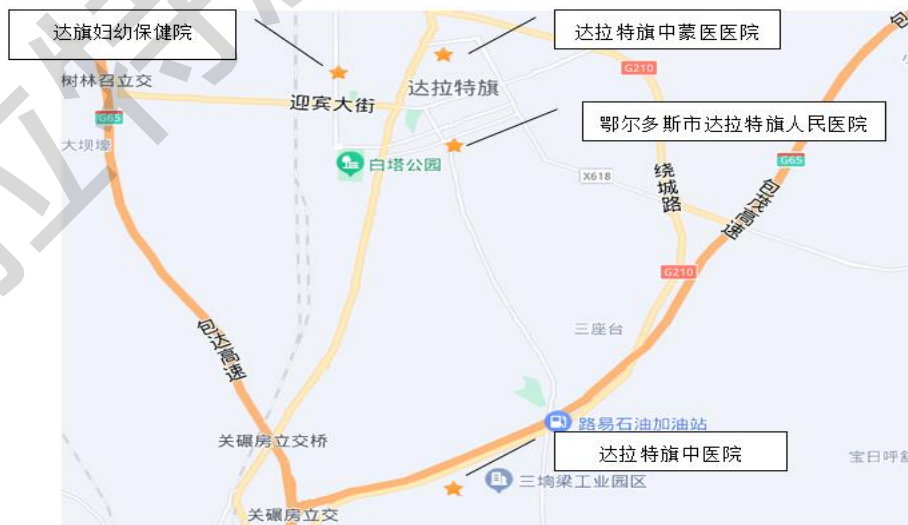 达旗妇幼保健院
达拉特旗中蒙医医院
树林召立交
G210
达拉特旗
迎宾大街
G65
鄂尔多斯市达拉特旗人民医院
大坝壕
白塔公园
G65
X618
绕城路
包茂高速
G210
三座台
包达高速
路易石油加油站
关碾房立交桥
达拉特旗中医院
三垧梁工业园区
关碾房立交